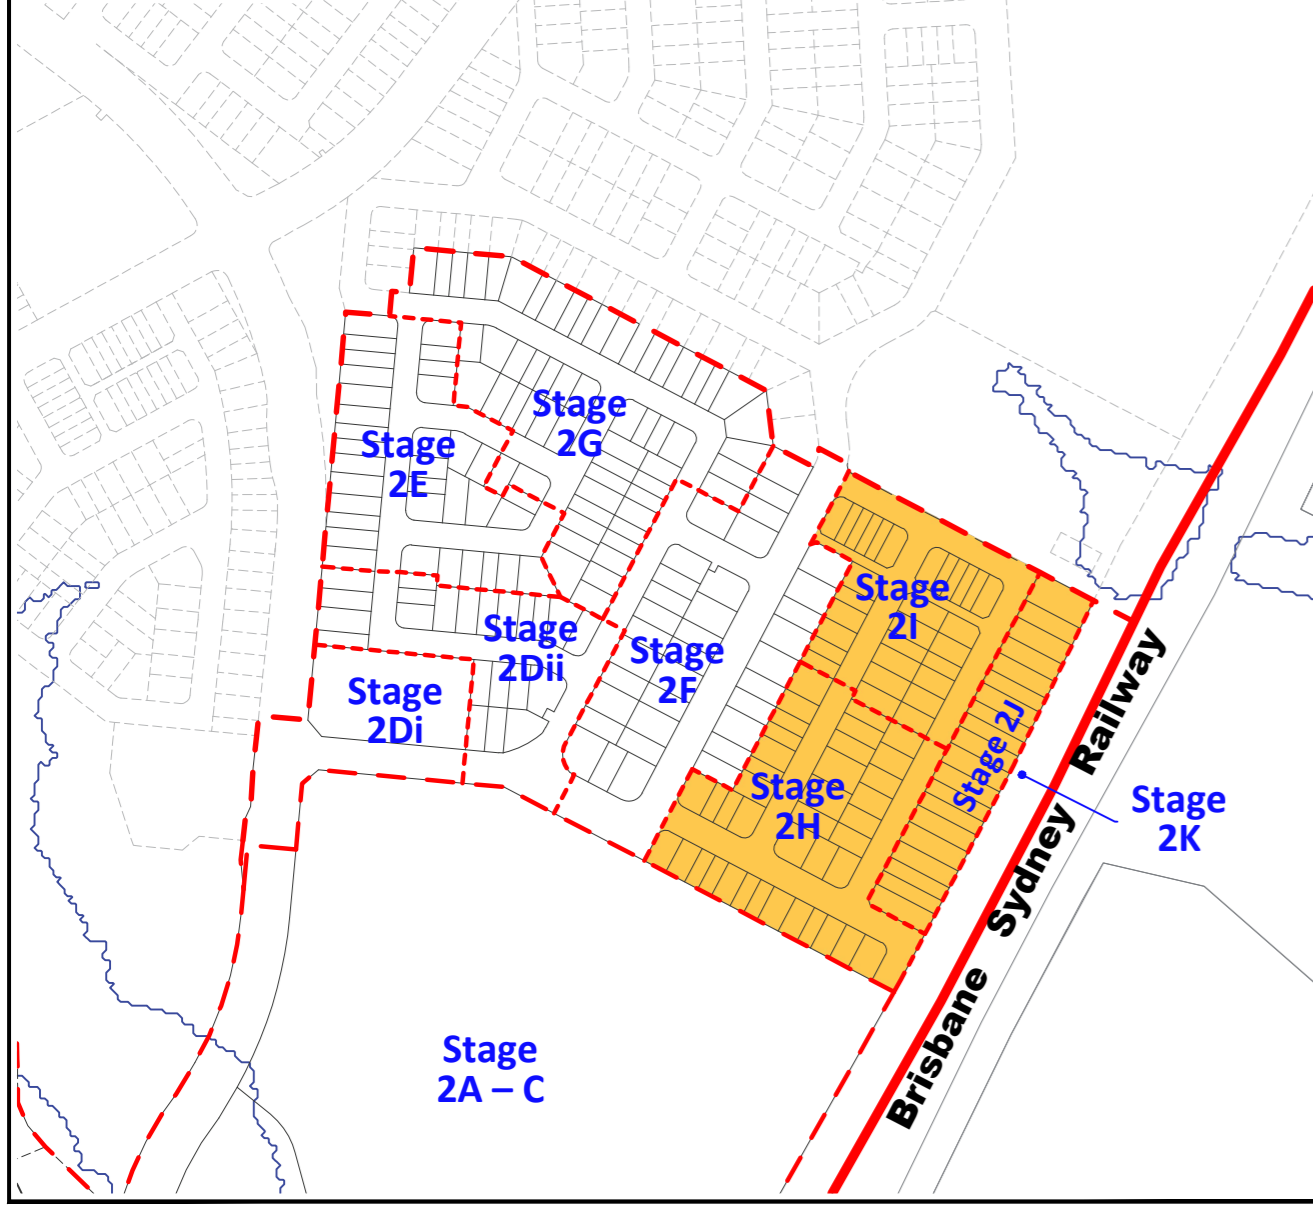 Stage
2G
Stage
2E
Stage
2I
Stage
2Dii
Stage
2F
Stage
2Di
Stage 2J
Stage
2H
Stage
2K
Brisbane Sydney Railway
Stage
2A – C